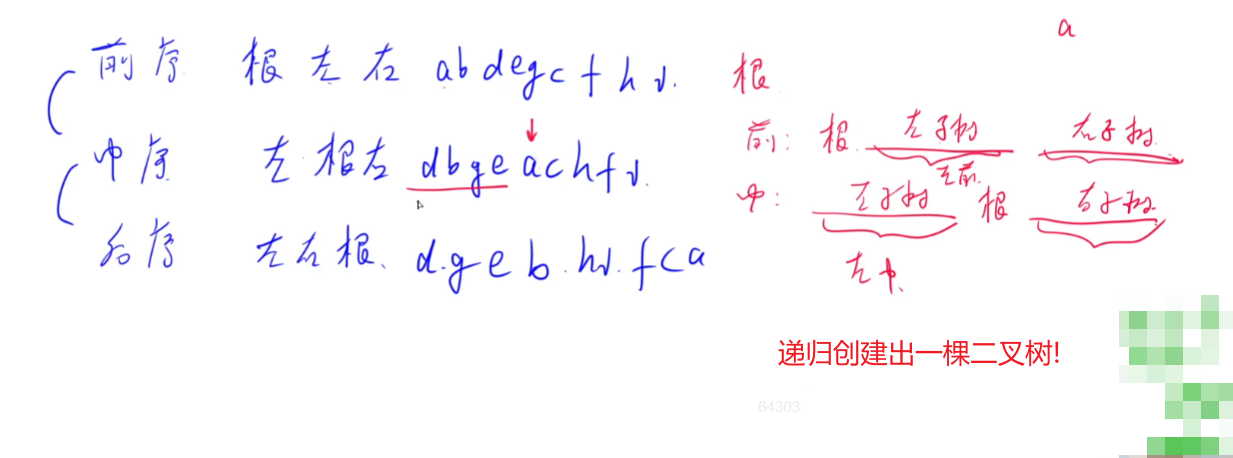 a
前序 根左右 abdegcfhi. 根
前: 根 左子树 右子树
左前
中序 左根右 dbgeachfi.
中: 左子树 根 右子树
后序 左右根、d.geb.hi.fca
左中、
递归创建出一棵二叉树!
64303